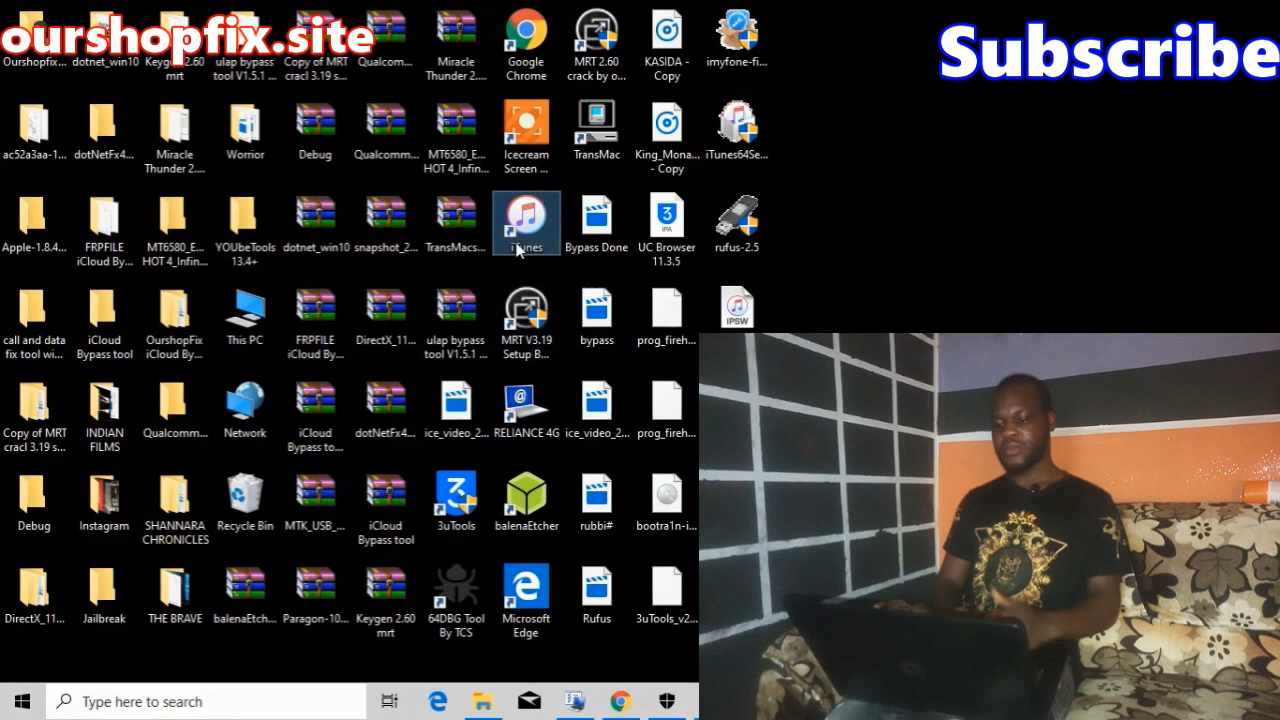 ourshopfix.site
Subscribe
Ourshopfix... dotnet_win10 Keygen 2.60 mrt ulap bypass tool V1.5.1 ... Copy of MRT cracl 3.19 s... Qualcom... Miracle Thunder 2.... Google Chrome MRT 2.60 crack by o... KASIDA - Copy imyfone-fi...
ac52a3aa-1... dotNetFx4... Miracle Thunder 2.... Worrior Debug Qualcomm... MT6580_E... HOT 4_Infin... Icecream Screen ... TransMac King_Mona... - Copy iTunes64Se...
Apple-1.8.4... FRPFILE iCloud By... MT6580_E... HOT 4_Infin... YOUbeTools 13.4+ dotnet_win10 snapshot_2... TransMacs... iTunes Bypass Done 3 IPA UC Browser 11.3.5 rufus-2.5
call and data fix tool wi... iCloud Bypass tool OurshopFix iCloud By... This PC FRPFILE iCloud By... DirectX_11... ulap bypass tool V1.5.1 ... MRT V3.19 Setup B... bypass prog_fireh... IPSW
Copy of MRT cracl 3.19 s... INDIAN FILMS Qualcomm... Network iCloud Bypass to... dotNetFx4... ice_video_2... RELIANCE 4G ice_video_2... prog_fireh...
Debug Instagram SHANNARA CHRONICLES Recycle Bin MTK_USB_... iCloud Bypass tool 3uTools balenaEtcher rubbi# bootra1n-i...
DirectX_11... Jailbreak THE BRAVE balenaEtch... Paragon-10... Keygen 2.60 mrt 64DBG Tool By TCS Microsoft Edge Rufus 3uTools_v2...
Type here to search